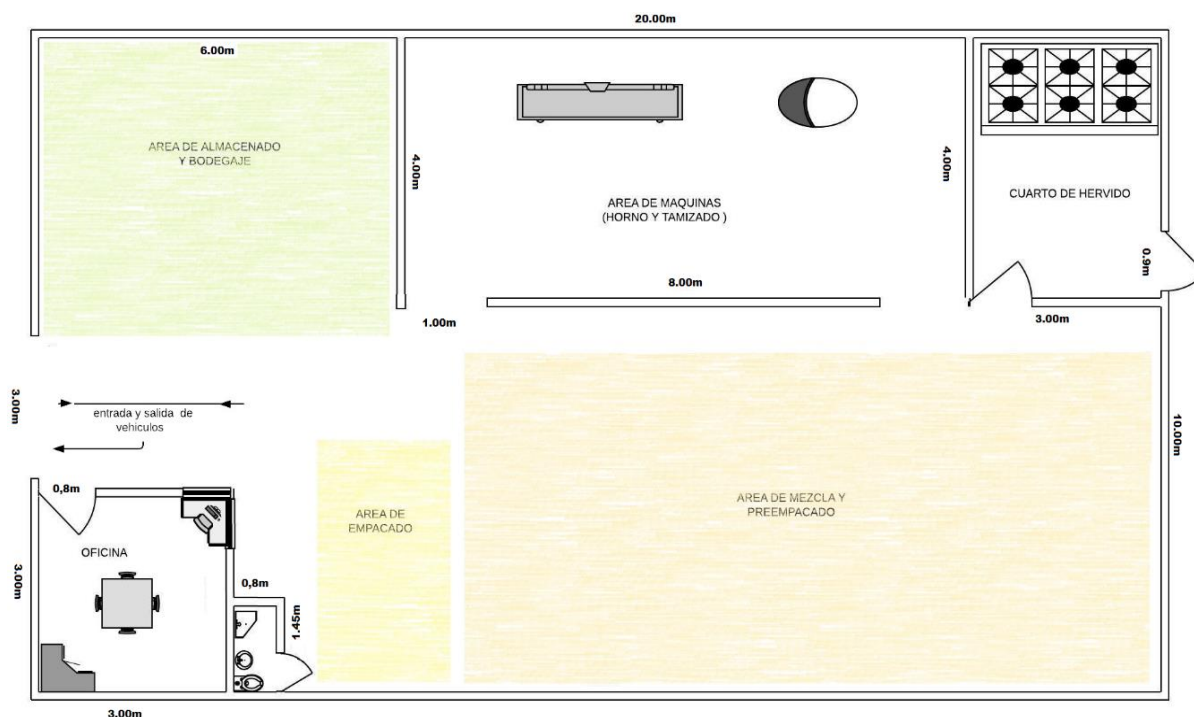 20.00m
6.00m
AREA DE ALMACENADO
Y BODEGAJE
4.00m
AREA DE MAQUINAS
(HORNO Y TAMIZADO )
4.00m
CUARTO DE HERVIDO
0.9m
8.00m
1.00m
3.00m
3.00m
entrada y salida de
vehiculos
10.00m
0,8m
AREA DE
EMPACADO
AREA DE MEZCLA Y
PREEMPACADO
OFICINA
3.00m
0,8m
1.45m
3.00m